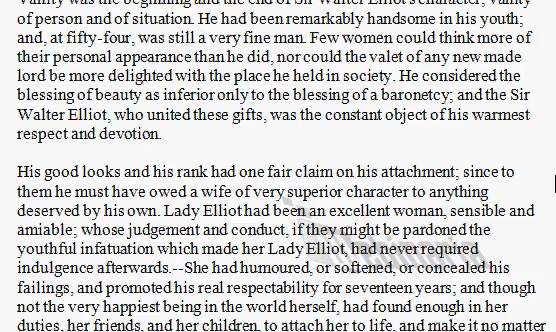 Vanity was the beginning and the end of Sir Walter Elliot's character; vanity
of person and of situation. He had been remarkably handsome in his youth;
and, at fifty-four, was still a very fine man. Few women could think more of
their personal appearance than he did, nor could the valet of any new made
lord be more delighted with the place he held in society. He considered the
blessing of beauty as inferior only to the blessing of a baronetcy; and the Sir
Walter Elliot, who united these gifts, was the constant object of his warmest
respect and devotion.
His good looks and his rank had one fair claim on his attachment; since to
them he must have owed a wife of very superior character to anything
deserved by his own. Lady Elliot had been an excellent woman, sensible and
amiable; whose judgement and conduct, if they might be pardoned the
youthful infatuation which made her Lady Elliot, had never required
indulgence afterwards.--She had humoured, or softened, or concealed his
failings, and promoted his real respectability for seventeen years; and though
not the very happiest being in the world herself, had found enough in her
duties, her friends, and her children, to attach her to life, and make it no matter